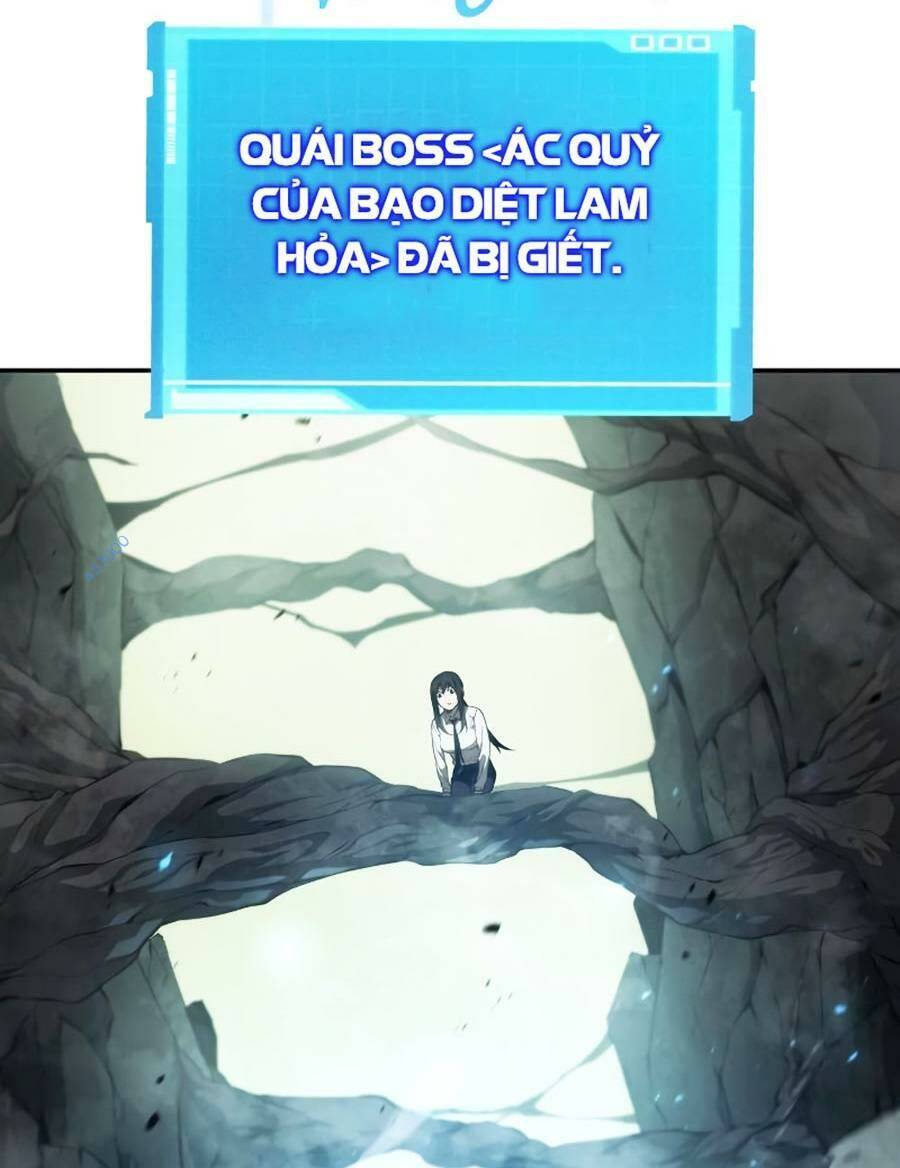 QUÁI BOSS <ÁC QUỶ
CỦA BẠO DIỆT LAM
HỎA> ĐÃ BỊ GIẾT.